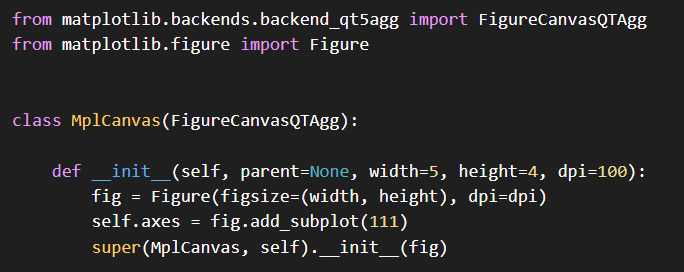 from matplotlib.backends.backend_qt5agg import FigureCanvasQTAgg
from matplotlib.figure import Figure
class MplCanvas(FigureCanvasQTAgg):
def __init__(self, parent=None, width=5, height=4, dpi=100):
fig = Figure(figsize=(width, height), dpi=dpi)
self.axes = fig.add_subplot(111)
super(MplCanvas, self).__init__(fig)